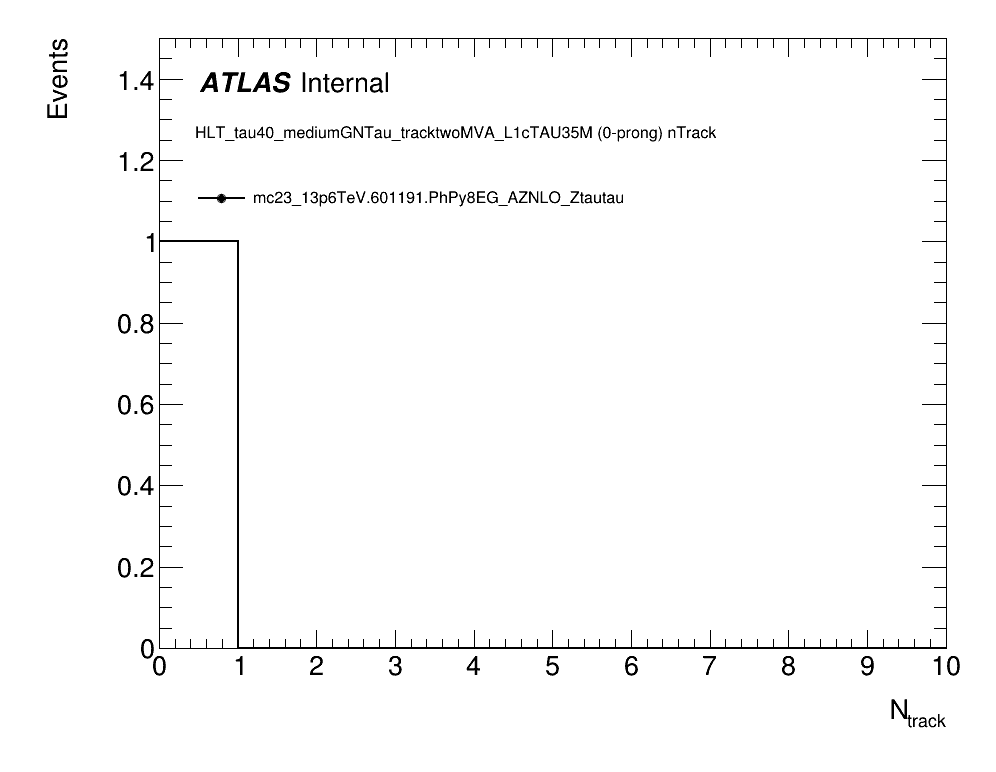 Events
ATLAS Internal
HLT_tau40_mediumGNTau_tracktwoMVA_L1cTAU35M (0-prong) nTrack
mc23_13p6TeV.601191.PhPy8EG_AZNLO_Ztautau
1.4
1.2
1
0.8
0.6
0.4
0.2
0
0 1 2 3 4 5 6 7 8 9 10
N_track